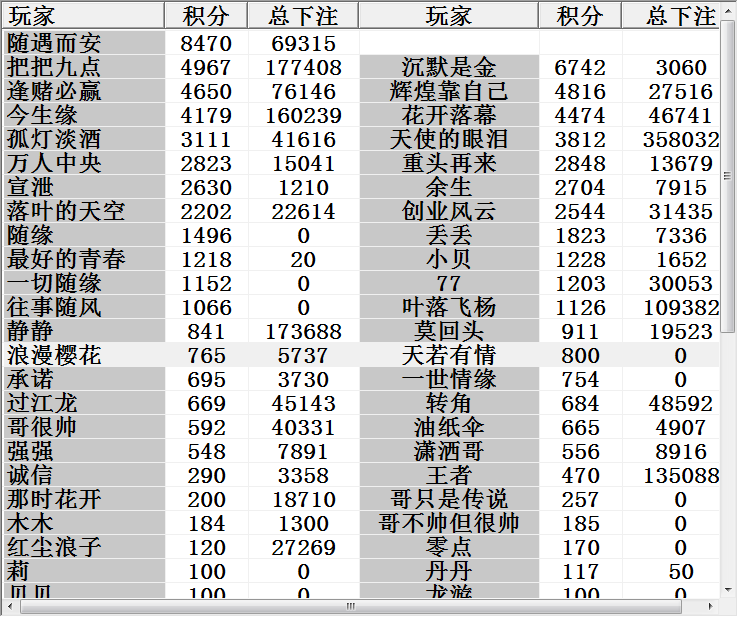 玩家 积分 总下注 玩家 积分 总下注
随遇而安 8470 69315
把把九点 4967 177408 沉默是金 6742 3060
逢赌必赢 4650 76146 辉煌靠自己 4816 27516
今生缘 4179 160239 花开落幕 4474 46741
孤灯淡酒 3111 41616 天使的眼泪 3812 358032
万人中央 2823 15041 重头再来 2848 13679
宣泄 2630 1210 余生 2704 7915
落叶的天空 2202 22614 创业风云 2544 31435
随缘 1496 0 丢丢 1823 7336
最好的青春 1218 20 小贝 1228 1652
一切随缘 1152 0 77 1203 30053
往事随风 1066 0 叶落飞杨 1126 109382
静静 841 173688 莫回头 911 19523
浪漫樱花 765 5737 天若有情 800 0
承诺 695 3730 一世情缘 754 0
过江龙 669 45143 转角 684 48592
哥很帅 592 40331 油纸伞 665 4907
强强 548 7891 潇洒哥 556 8916
诚信 290 3358 王者 470 135088
那时花开 200 18710 哥只是传说 257 0
木木 184 1300 哥不帅但很帅 185 0
红尘浪子 120 27269 零点 170 0
莉 100 0 丹丹 117 50
贝贝 100 0 龙游 100 0